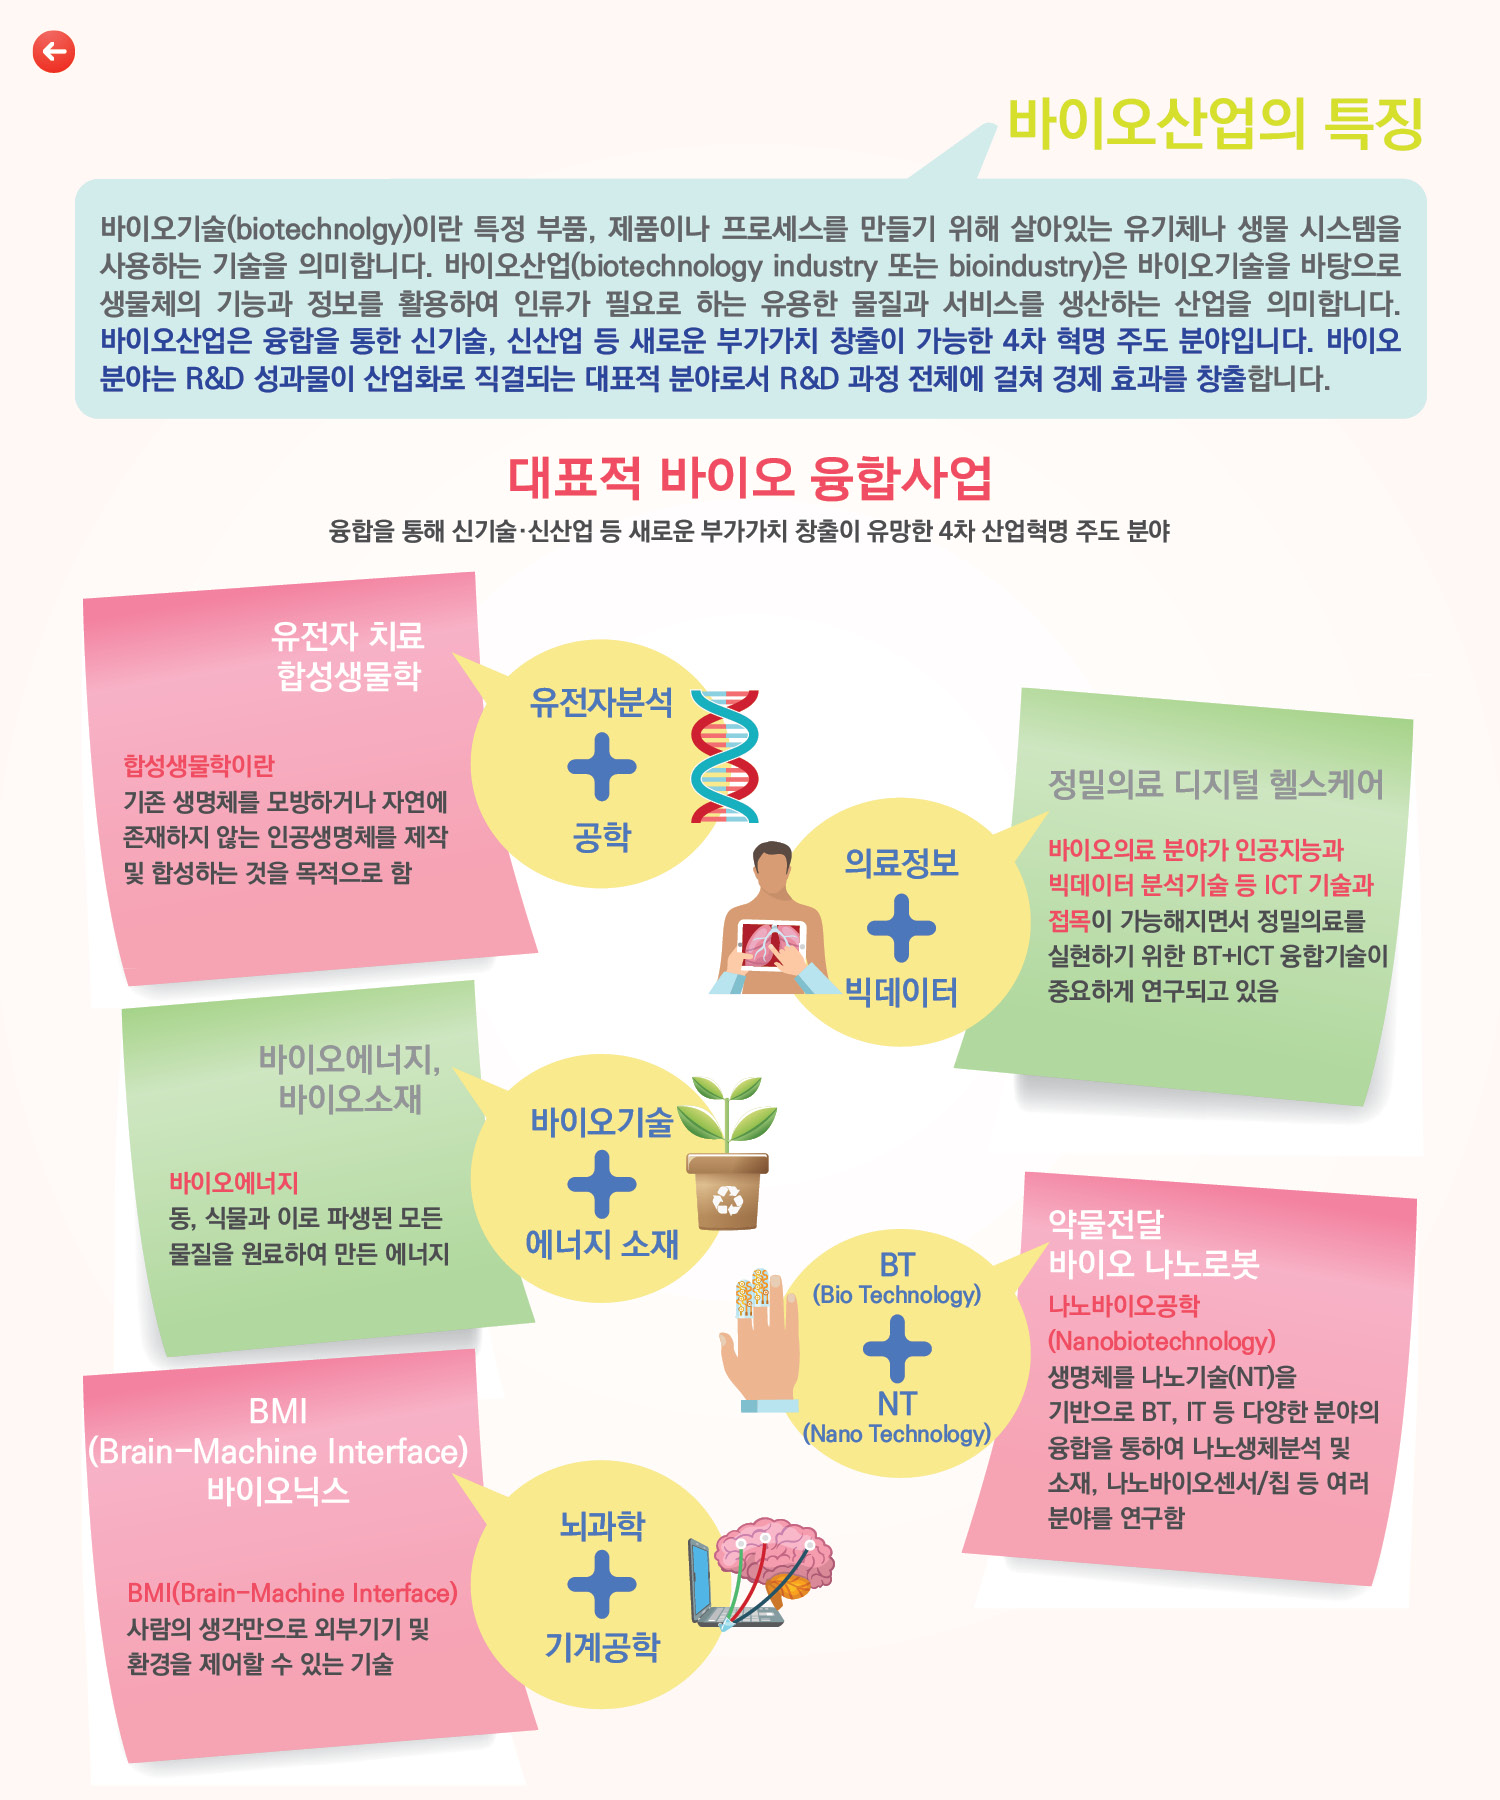 바이오산업의 특징
바이오기술(biotechnolgy)이란 특정 부품, 제품이나 프로세스를 만들기 위해 살아있는 유기체나 생물 시스템을
사용하는 기술을 의미합니다. 바이오산업(biotechnology industry 또는 bioindustry)은 바이오기술을 바탕으로
생물체의 기능과 정보를 활용하여 인류가 필요로 하는 유용한 물질과 서비스를 생산하는 산업을 의미합니다.
바이오산업은 융합을 통한 신기술, 신산업 등 새로운 부가가치 창출이 가능한 4차 혁명 주도 분야입니다. 바이오
분야는 R&D 성과물이 산업화로 직결되는 대표적 분야로서 R&D 과정 전체에 걸쳐 경제 효과를 창출합니다.
대표적 바이오 융합사업
융합을 통해 신기술·신산업 등 새로운 부가가치 창출이 유망한 4차 산업혁명 주도 분야
유전자 치료
합성생물학
합성생물학이란
기존 생명체를 모방하거나 자연에
존재하지 않는 인공생명체를 제작
및 합성하는 것을 목적으로 함
유전자분석
공학
정밀의료 디지털 헬스케어
바이오의료 분야가 인공지능과
빅데이터 분석기술 등 ICT 기술과
접목이 가능해지면서 정밀의료를
실현하기 위한 BT+ICT 융합기술이
중요하게 연구되고 있음
의료정보
빅데이터
바이오에너지,
바이오소재
바이오에너지
동, 식물과 이로 파생된 모든
물질을 원료하여 만든 에너지
바이오기술
에너지 소재
약물전달
바이오 나노로봇
나노바이오공학
(Nanobiotechnology)
생명체를 나노기술(NT)을
기반으로 BT, IT 등 다양한 분야의
융합을 통하여 나노생체분석 및
소재, 나노바이오센서/칩 등 여러
분야를 연구함
BT
(Bio Technology)
NT
(Nano Technology)
BMI
(Brain-Machine Interface)
바이오닉스
BMI(Brain-Machine Interface)
사람의 생각만으로 외부기기 및
환경을 제어할 수 있는 기술
뇌과학
기계공학